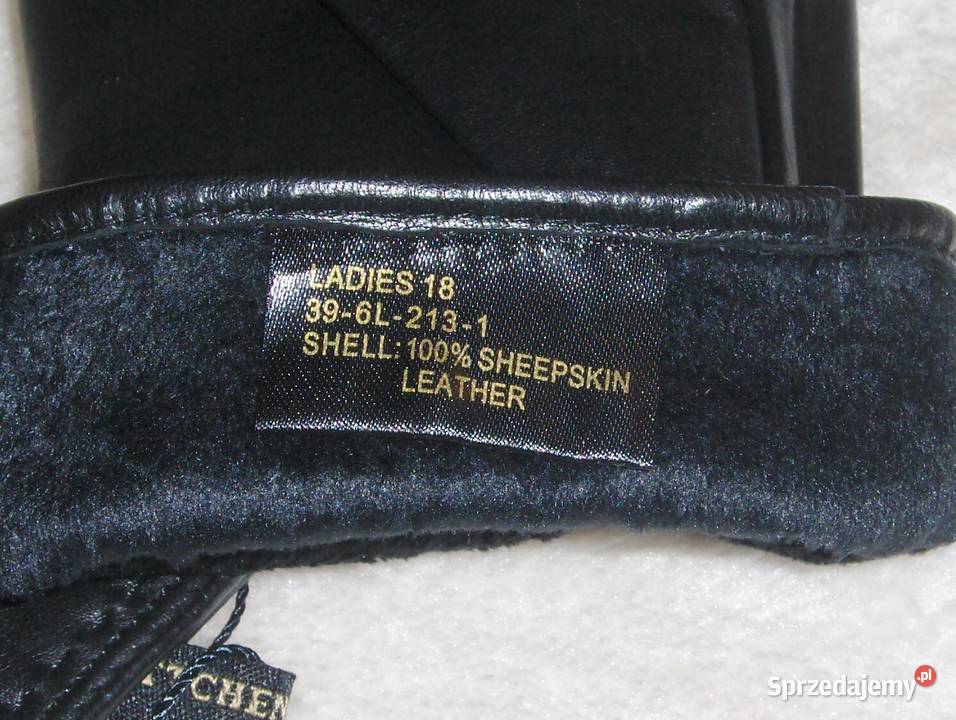 LADIES 18
39-6L-213-1
SHELL: 100% SHEEPSKIN
LEATHER
Sprzedajemy.pl